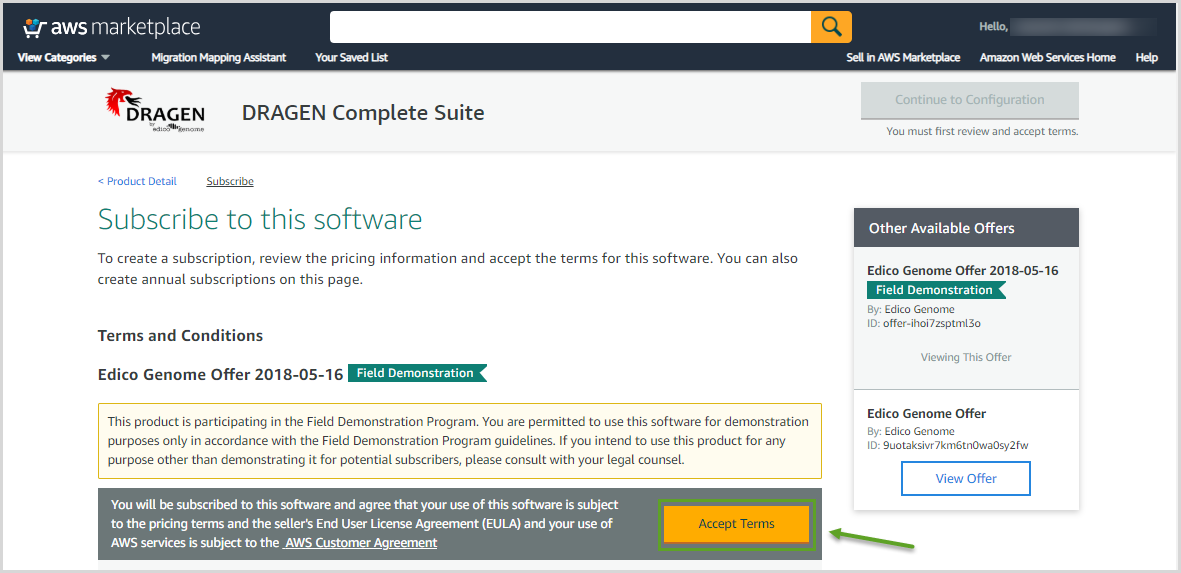 aws marketplace
Hello,
View Categories
Migration Mapping Assistant
Your Saved List
Sell in AWS Marketplace
Amazon Web Services Home
Help
DRAGEN
by
edico genome
DRAGEN Complete Suite
Continue to Configuration
You must first review and accept terms.
< Product Detail
Subscribe
Subscribe to this software
To create a subscription, review the pricing information and accept the terms for this software. You can also
create annual subscriptions on this page.
Terms and Conditions
Edico Genome Offer 2018-05-16
Field Demonstration
This product is participating in the Field Demonstration Program. You are permitted to use this software for demonstration
purposes only in accordance with the Field Demonstration Program guidelines. If you intend to use this product for any
purpose other than demonstrating it for potential subscribers, please consult with your legal counsel.
You will be subscribed to this software and agree that your use of this software is subject
to the pricing terms and the seller's End User License Agreement (EULA) and your use of
AWS services is subject to the AWS Customer Agreement
Accept Terms
Other Available Offers
Edico Genome Offer 2018-05-16
Field Demonstration
By: Edico Genome
ID: offer-ihoi7zsptml3o
Viewing This Offer
Edico Genome Offer
By: Edico Genome
ID: 9uotaksivr7km6tn0wa0sy2fw
View Offer